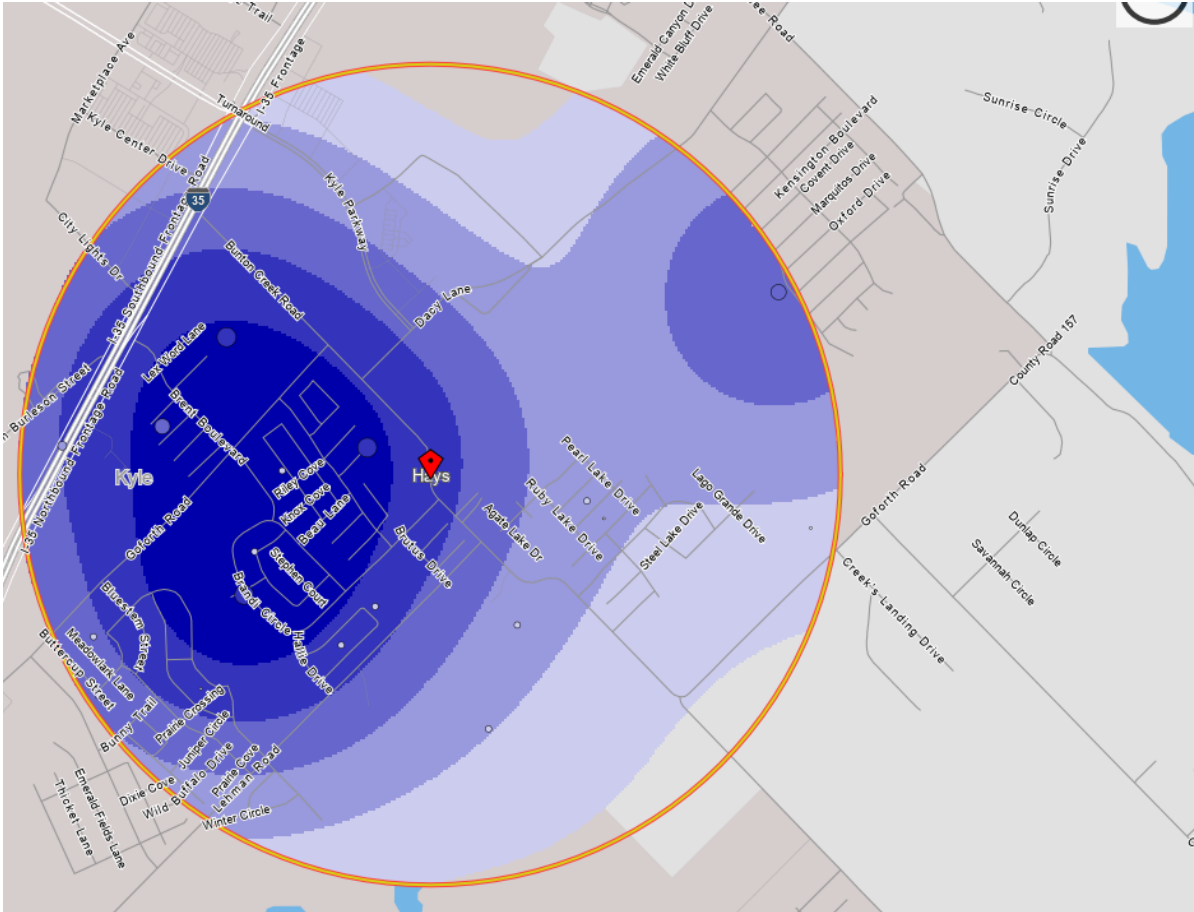 Trail
Marketplace Ave
I-35 Frontage
Turnaround
Kyle Center Drive
Emerald Canyon
White Bluff Drive
Road
Sunrise Circle
Sunrise Drive
Kensington Boulevard
Covent Drive
Marquitos Drive
Oxford Drive
35
I-35 Southbound Frontage Road
City Lights Dr
Kyle Parkway
Bunton Creek Road
Dacy Lane
County Road 157
Lex Word Lane
Burleson Street
Brent Boulevard
I-35 Northbound Frontage Road
Kyle
Hays
Riley Cove
Knox Cove
Beau Lane
Goforth Road
Pearl Lake Drive
Ruby Lake Drive
Agate Lake Dr
Lago Grande Drive
Steel Lake Drive
Goforth Road
Brutus Drive
Stephen Court
Brandi Circle
Hallie Drive
Dunlap Circle
Savannah Circle
Creek's Landing Drive
Bluestem Street
Meadowlark Lane
Buttercup Street
Bunny Trail
Prairie Crossing
Juniper Circle
Dixie Cove
Wild Buffalo Drive
Prairie Cove
Lehman Road
Winter Circle
Emerald Fields Lane
Thicket Lane